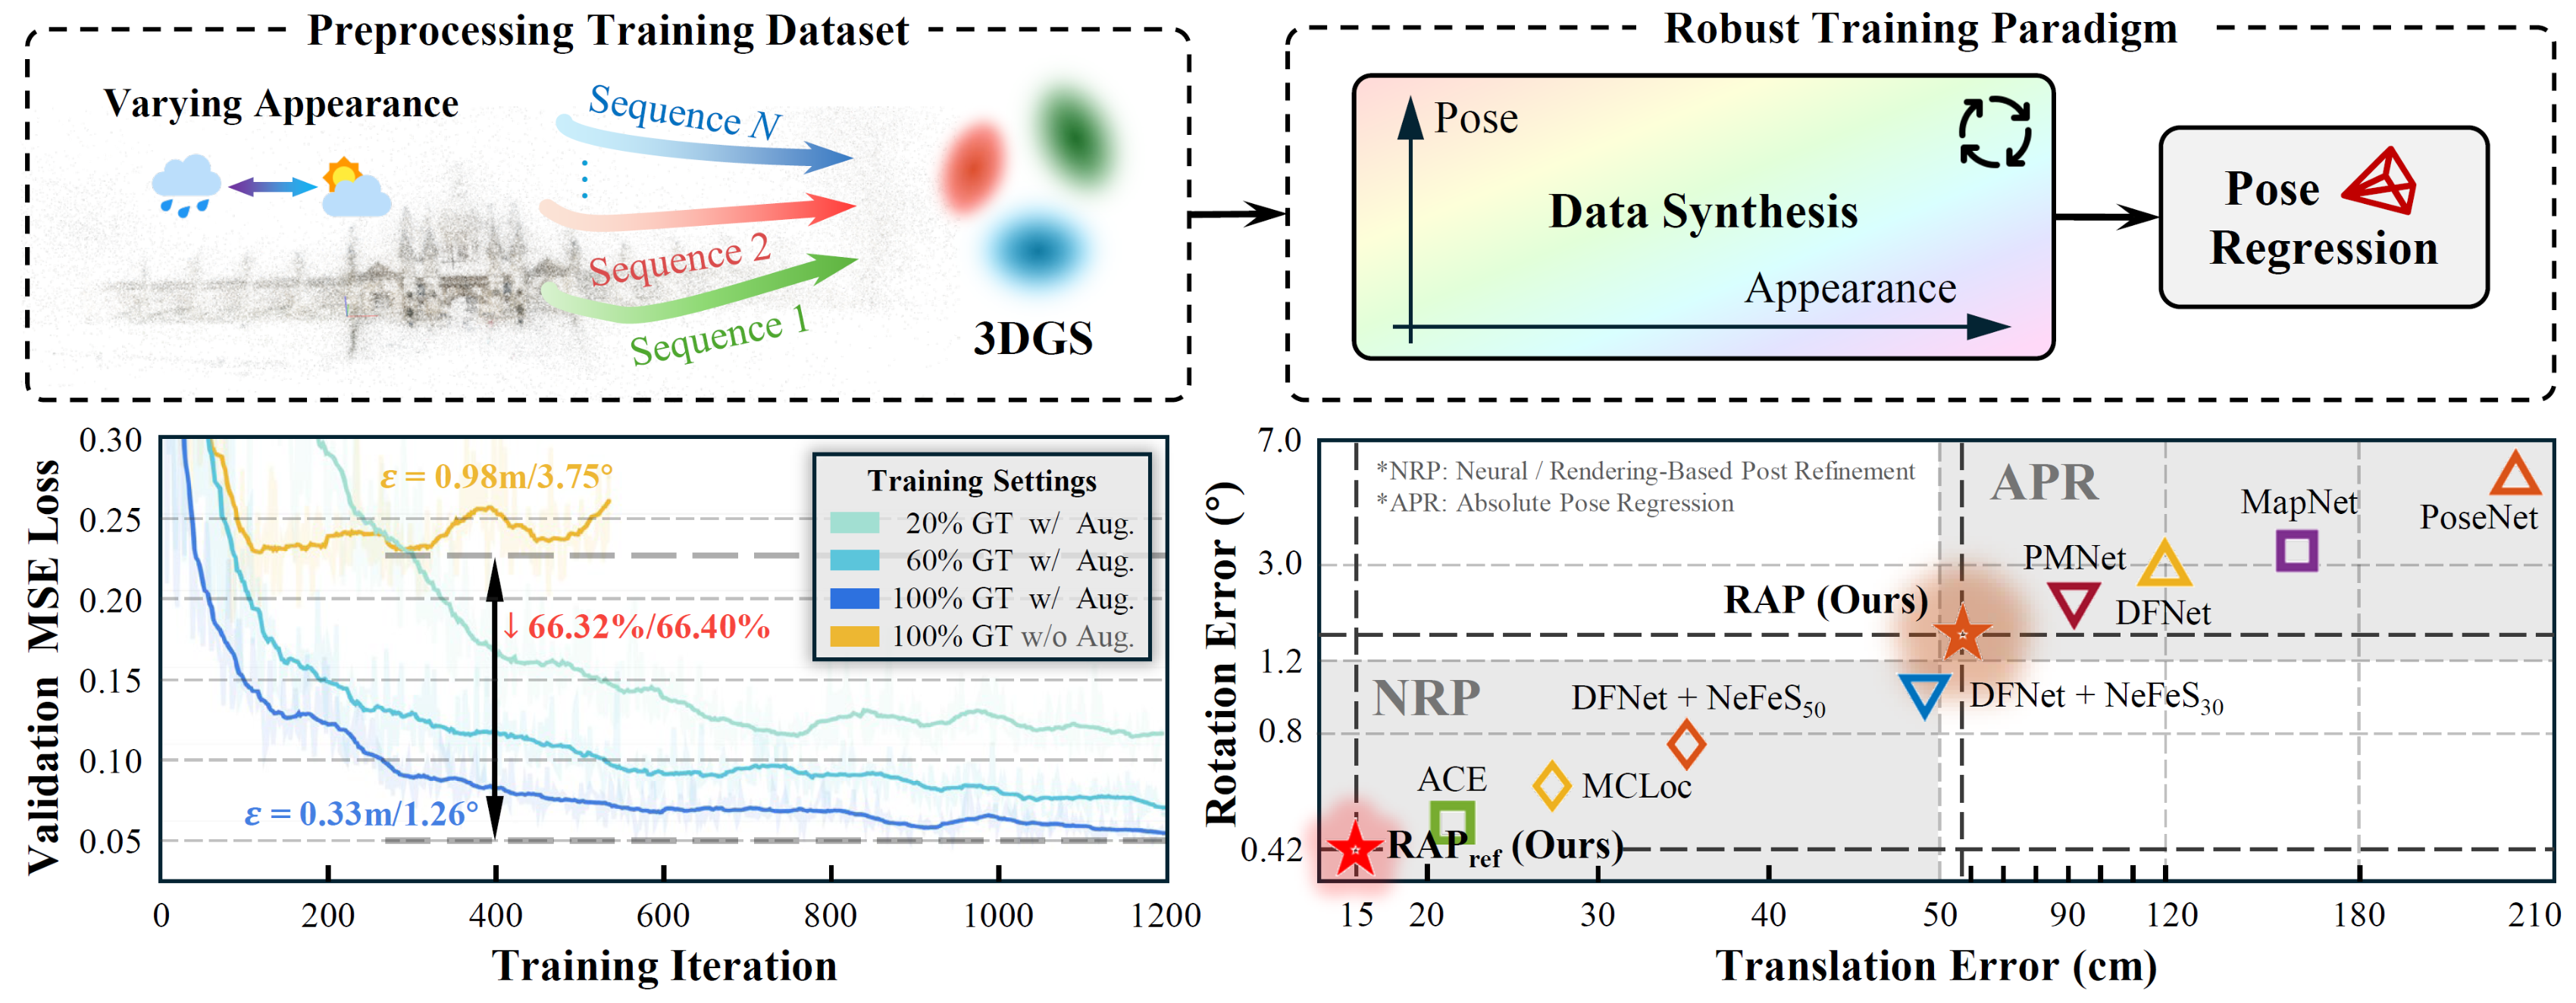 Preprocessing Training Dataset
Varying Appearance
Sequence N
Sequence 2
Sequence 1
3DGS
Robust Training Paradigm
Pose
Data Synthesis
Appearance
Pose
Regression
Validation MSE Loss
0.30
0.25
0.20
0.15
0.10
0.05
ε = 0.98m/3.75°
↓ 66.32%/66.40%
ε = 0.33m/1.26°
Training Settings
20% GT w/ Aug.
60% GT w/ Aug.
100% GT w/ Aug.
100% GT w/o Aug.
0 200 400 600 800 1000 1200
Training Iteration
Rotation Error (°)
7.0
3.0
1.2
0.8
0.42
*NRP: Neural / Rendering-Based Post Refinement
*APR: Absolute Pose Regression
APR
MapNet
PoseNet
PMNet
DFNet
RAP (Ours)
NRP
DFNet + NeFeS50
DFNet + NeFeS30
ACE
MCLoc
RAPref (Ours)
15 20 30 40 50 90 120 180 210
Translation Error (cm)